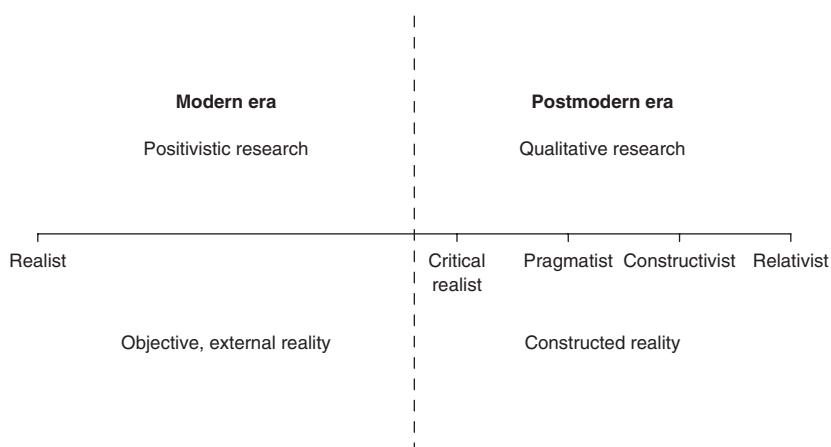 Modern era
Postmodern era
Positivistic research
Qualitative research
Realist
Critical
realist
Pragmatist
Constructivist
Relativist
Objective, external reality
Constructed reality